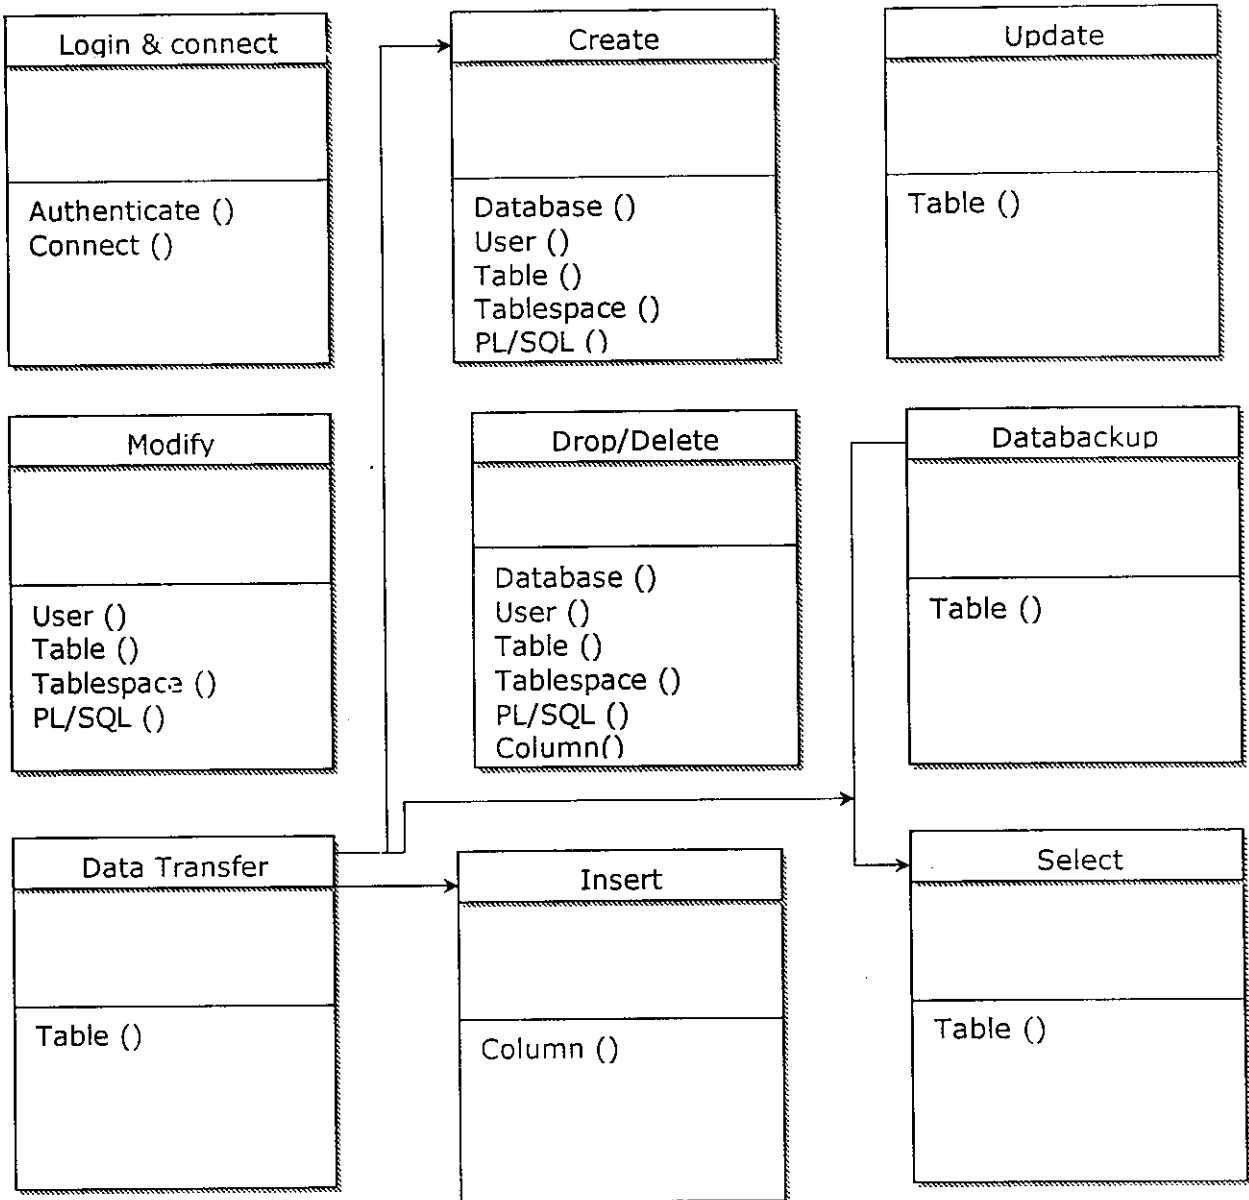 Login & connect
Authenticate ()
Connect ()
Create
Database ()
User ()
Table ()
Tablespace ()
PL/SQL ()
Update
Table ()
Modify
User ()
Table ()
Tablespace ()
PL/SQL ()
Drop/Delete
Database ()
User ()
Table ()
Tablespace ()
PL/SQL ()
Column()
Databackup
Table ()
Data Transfer
Table ()
Insert
Column ()
Select
Table ()